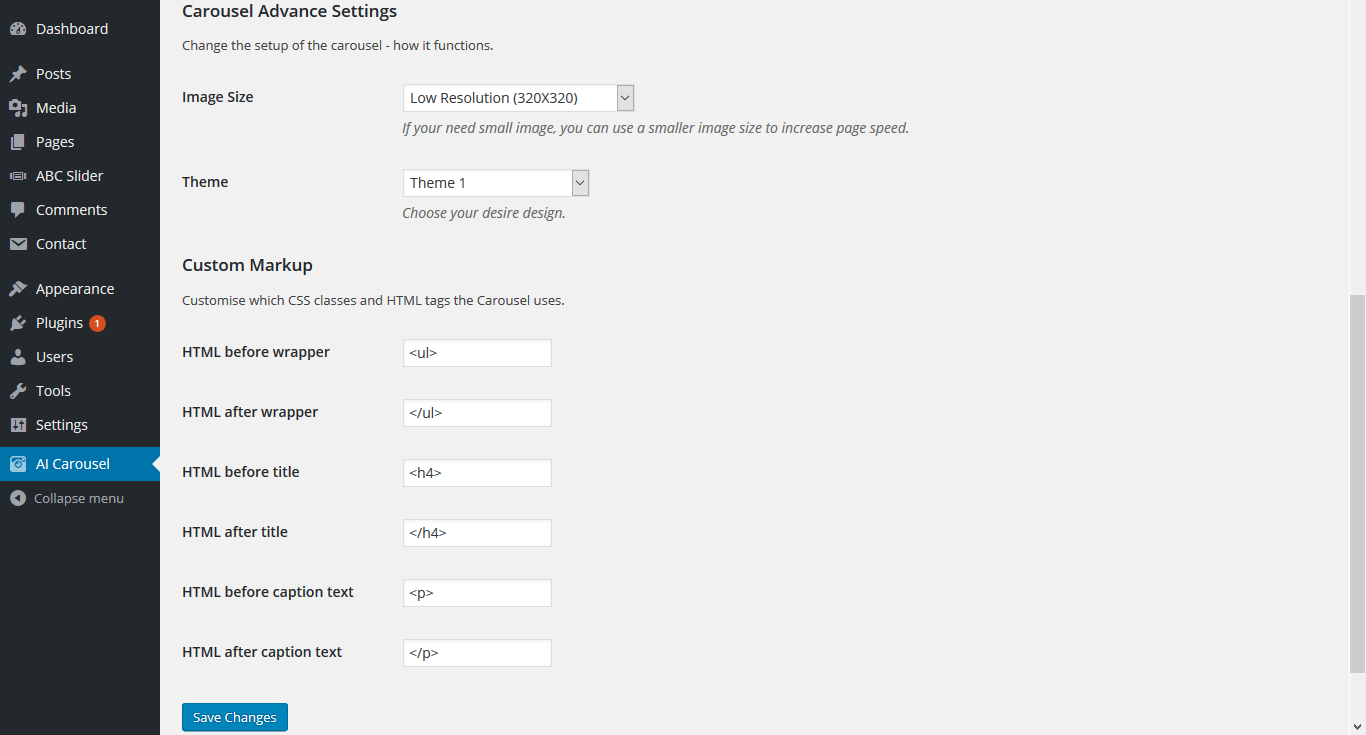 Dashboard
Posts
Media
Pages
ABC Slider
Comments
Contact
Appearance
Plugins 1
Users
Tools
Settings
AI Carousel
Collapse menu
Carousel Advance Settings
Change the setup of the carousel - how it functions.
Image Size
Low Resolution (320X320)
If your need small image, you can use a smaller image size to increase page speed.
Theme
Theme 1
Choose your desire design.
Custom Markup
Customise which CSS classes and HTML tags the Carousel uses.
HTML before wrapper
<ul>
HTML after wrapper
</ul>
HTML before title
<h4>
HTML after title
</h4>
HTML before caption text
<p>
HTML after caption text
</p>
Save Changes